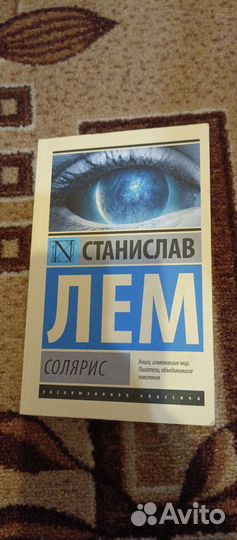 N СТАНИСЛАВ
ЛЕМ
СОЛЯРИС
Книги, изменившие мир.
Писатели, объединившие
поколения.
эксклюзивная классика
Avito